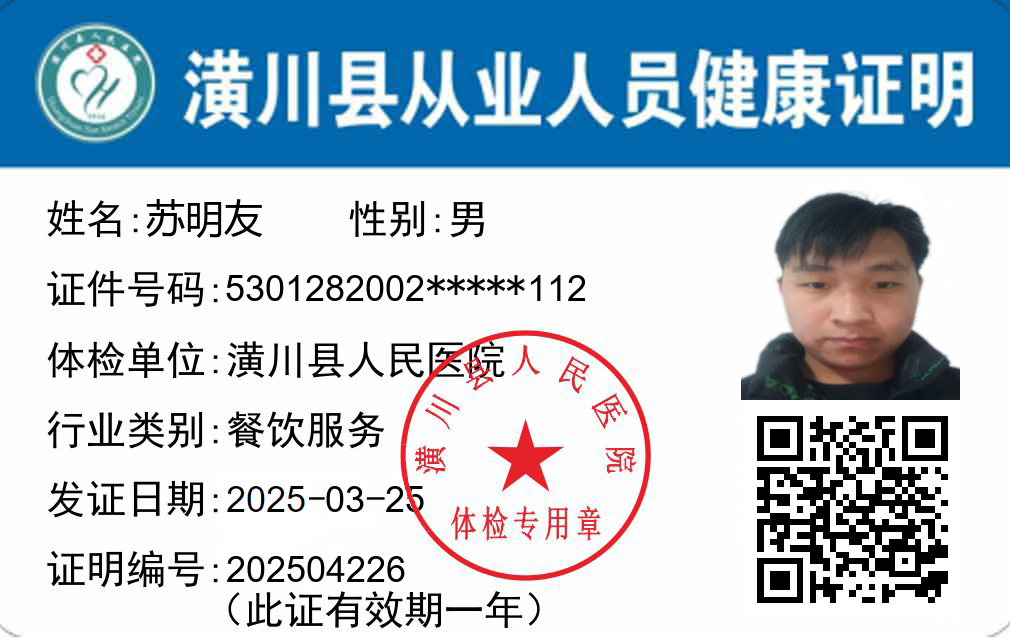 潢川县从业人员健康证明
姓名:苏明友 性别:男
证件号码:5301282002*****112
体检单位:潢川县人民医院
行业类别:餐饮服务
发证日期:2025-03-25
证明编号:202504226
（此证有效期一年）
潢川县人民医院
体检专用章